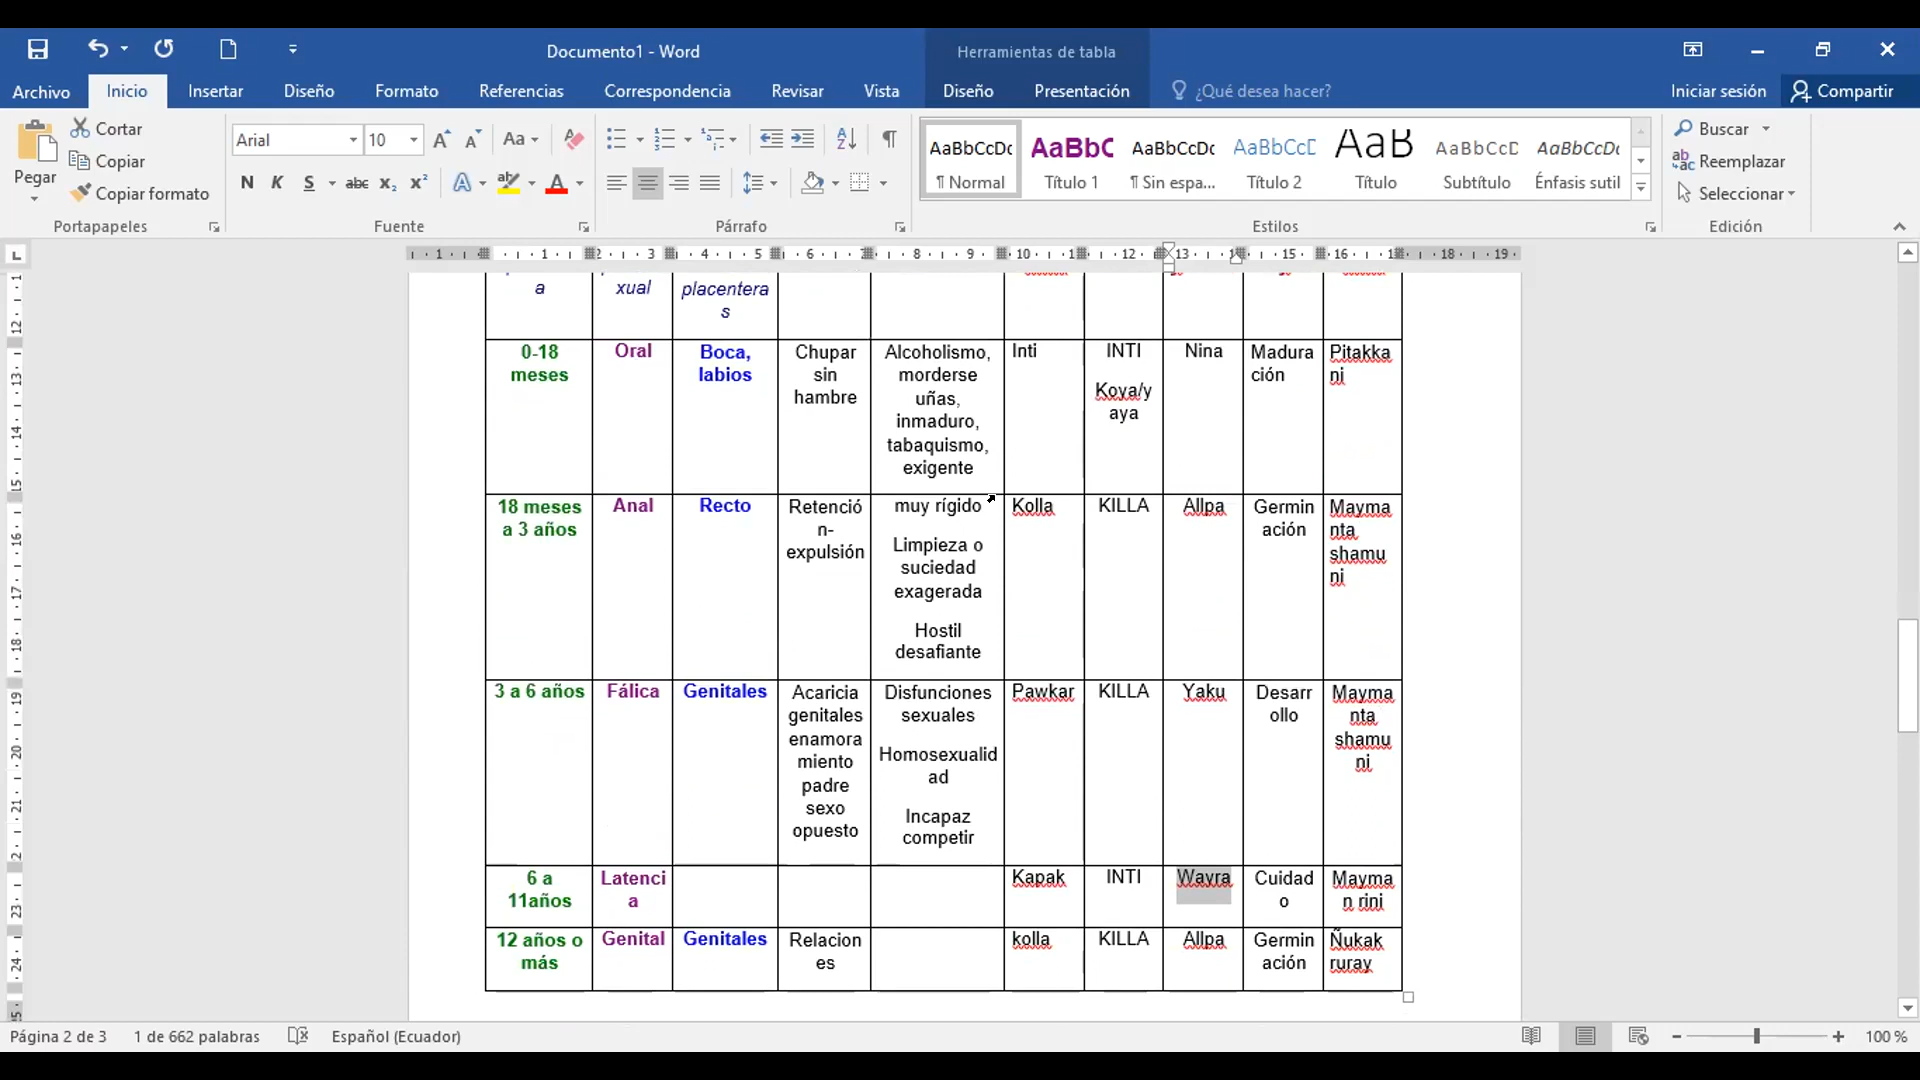 Documento1 - Word
Herramientas de tabla
Archivo
Inicio
Insertar
Diseño
Formato
Referencias
Correspondencia
Revisar
Vista
Diseño
Presentación
¿Qué desea hacer?
Iniciar sesión
Compartir
Pegar
Cortar
Copiar
Copiar formato
Portapapeles
Arial
10
Aa
N K S abc x₂ x²
Fuente
Párrafo
AaBbCcDc
¶ Normal
AaBbC
Título 1
AaBbCcDc
¶ Sin espa...
AaBbCcD
Título 2
AaB
Título
AaBbCcD
Subtítulo
AaBbCcDc
Énfasis sutil
Estilos
Buscar
Reemplazar
Seleccionar
Edición
a
xual
placentera
s
0-18
meses
Oral
Boca,
labios
Chupar
sin
hambre
Alcoholismo,
morderse
uñas,
inmaduro,
tabaquismo,
exigente
Inti
INTI
Koya/y
aya
Nina
Madura
ción
Pitakka
ni
18 meses
a 3 años
Anal
Recto
Retenció
n-
expulsión
muy rígido
Limpieza o
suciedad
exagerada
Hostil
desafiante
Kolla
KILLA
Allpa
Germin
ación
Mayma
nta
shamu
ni
3 a 6 años
Fálica
Genitales
Acaricia
genitales
enamora
miento
padre
sexo
opuesto
Disfunciones
sexuales
Homosexualid
ad
Incapaz
competir
Pawkar
KILLA
Yaku
Desarr
ollo
Mayma
nta
shamu
ni
6 a
11años
Latenci
a
Kapak
INTI
Wayra
Cuidad
o
Mayma
n rini
12 años o
más
Genital
Genitales
Relacion
es
kolla
KILLA
Allpa
Germin
ación
Ñukak
ruray
Página 2 de 3
1 de 662 palabras
Español (Ecuador)
100 %